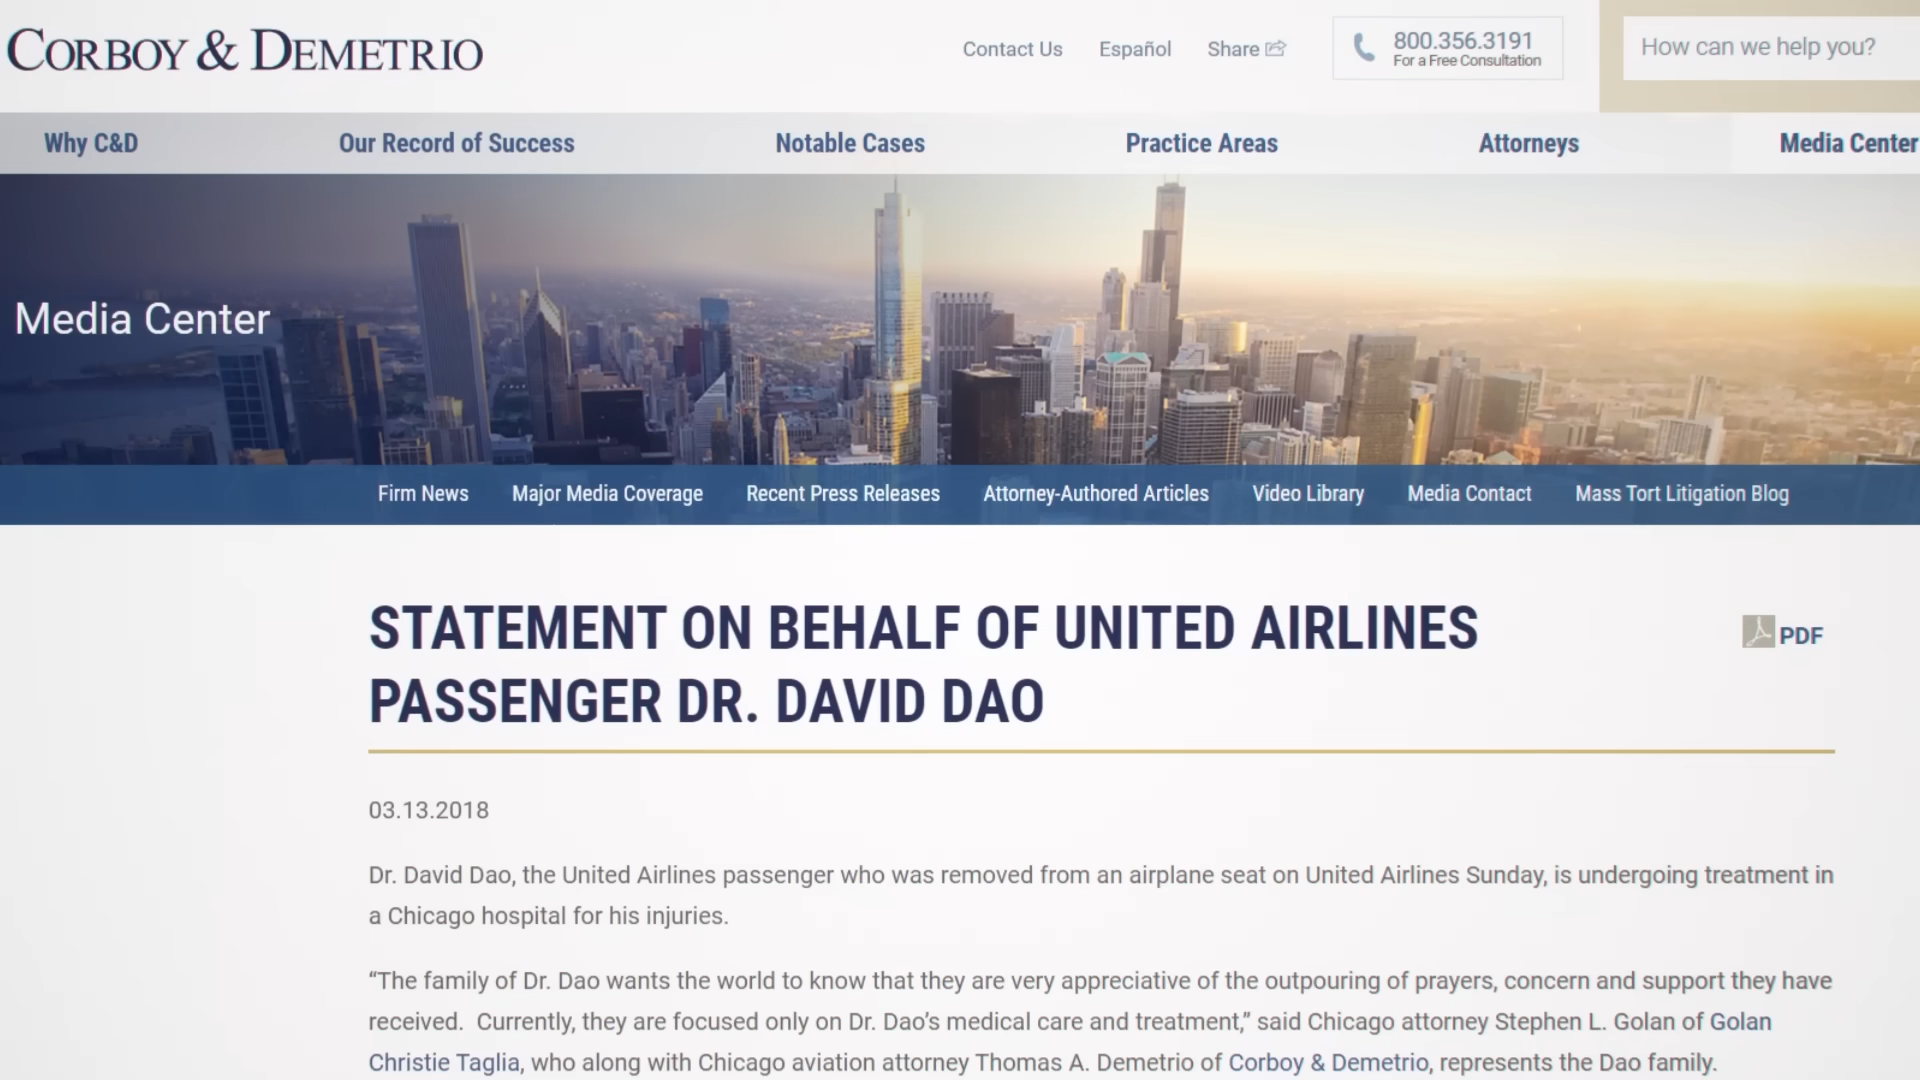 CORBOY & DEMETRIO
Contact Us Español Share
800.356.3191
For a Free Consultation
How can we help you?
Why C&D Our Record of Success Notable Cases Practice Areas Attorneys Media Center
Media Center
Firm News Major Media Coverage Recent Press Releases Attorney-Authored Articles Video Library Media Contact Mass Tort Litigation Blog
STATEMENT ON BEHALF OF UNITED AIRLINES
PASSENGER DR. DAVID DAO
PDF
03.13.2018
Dr. David Dao, the United Airlines passenger who was removed from an airplane seat on United Airlines Sunday, is undergoing treatment in
a Chicago hospital for his injuries.
“The family of Dr. Dao wants the world to know that they are very appreciative of the outpouring of prayers, concern and support they have
received. Currently, they are focused only on Dr. Dao’s medical care and treatment,” said Chicago attorney Stephen L. Golan of Golan
Christie Taglia, who along with Chicago aviation attorney Thomas A. Demetrio of Corboy & Demetrio, represents the Dao family.